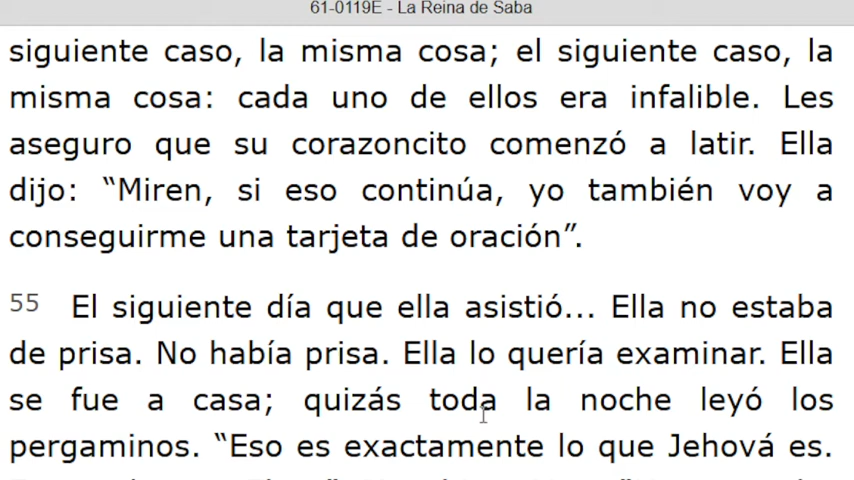 61-0119E - La Reina de Saba
siguiente caso, la misma cosa; el siguiente caso, la
misma cosa: cada uno de ellos era infalible. Les
aseguro que su corazoncito comenzó a latir. Ella
dijo: “Miren, si eso continúa, yo también voy a
conseguirme una tarjeta de oración”.
55 El siguiente día que ella asistió... Ella no estaba
de prisa. No había prisa. Ella lo quería examinar. Ella
se fue a casa; quizás toda la noche leyó los
pergaminos. “Eso es exactamente lo que Jehová es.